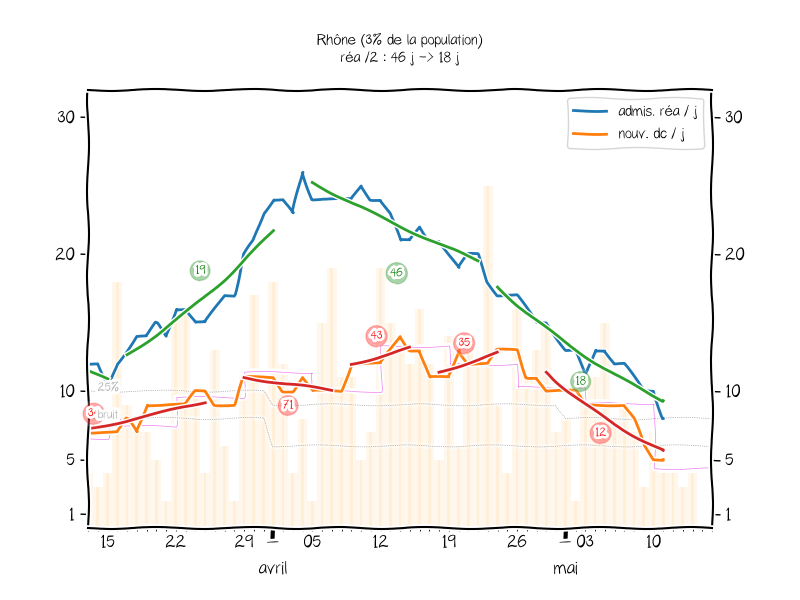 Rhône (3% de la population)
réa /2 : 46 j -> 18 j
admis. réa / j
nouv. dc / j
30
30
20
20
10
10
5
5
1
1
19
46
43
35
18
25%
bruit
71
12
15 22 29 05 12 19 26 03 10
avril mai